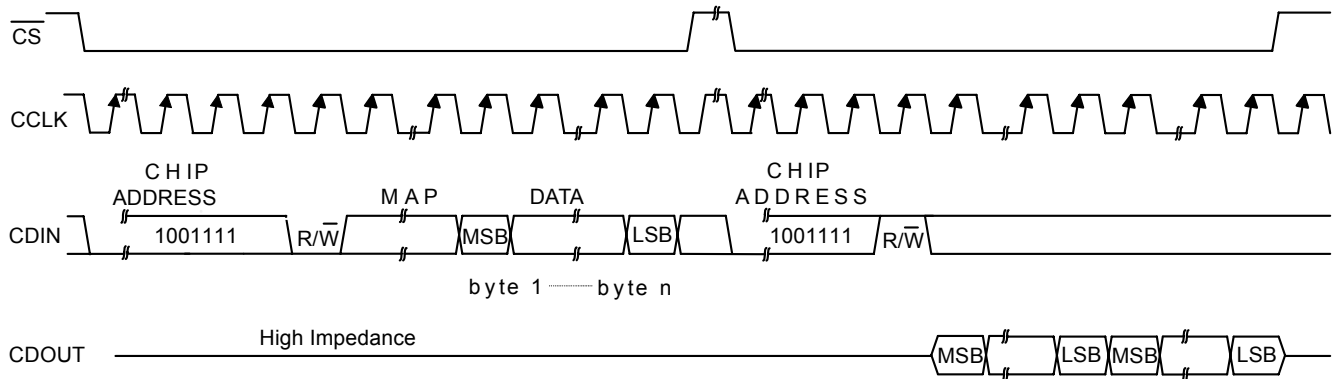 CS
CCLK
CHIP
ADDRESS
MAP
DATA
CHIP
ADDRESS
CDIN
1001111
R/W
MSB
LSB
1001111
R/W
byte 1
byte n
High Impedance
CDOUT
MSB
LSB
MSB
LSB